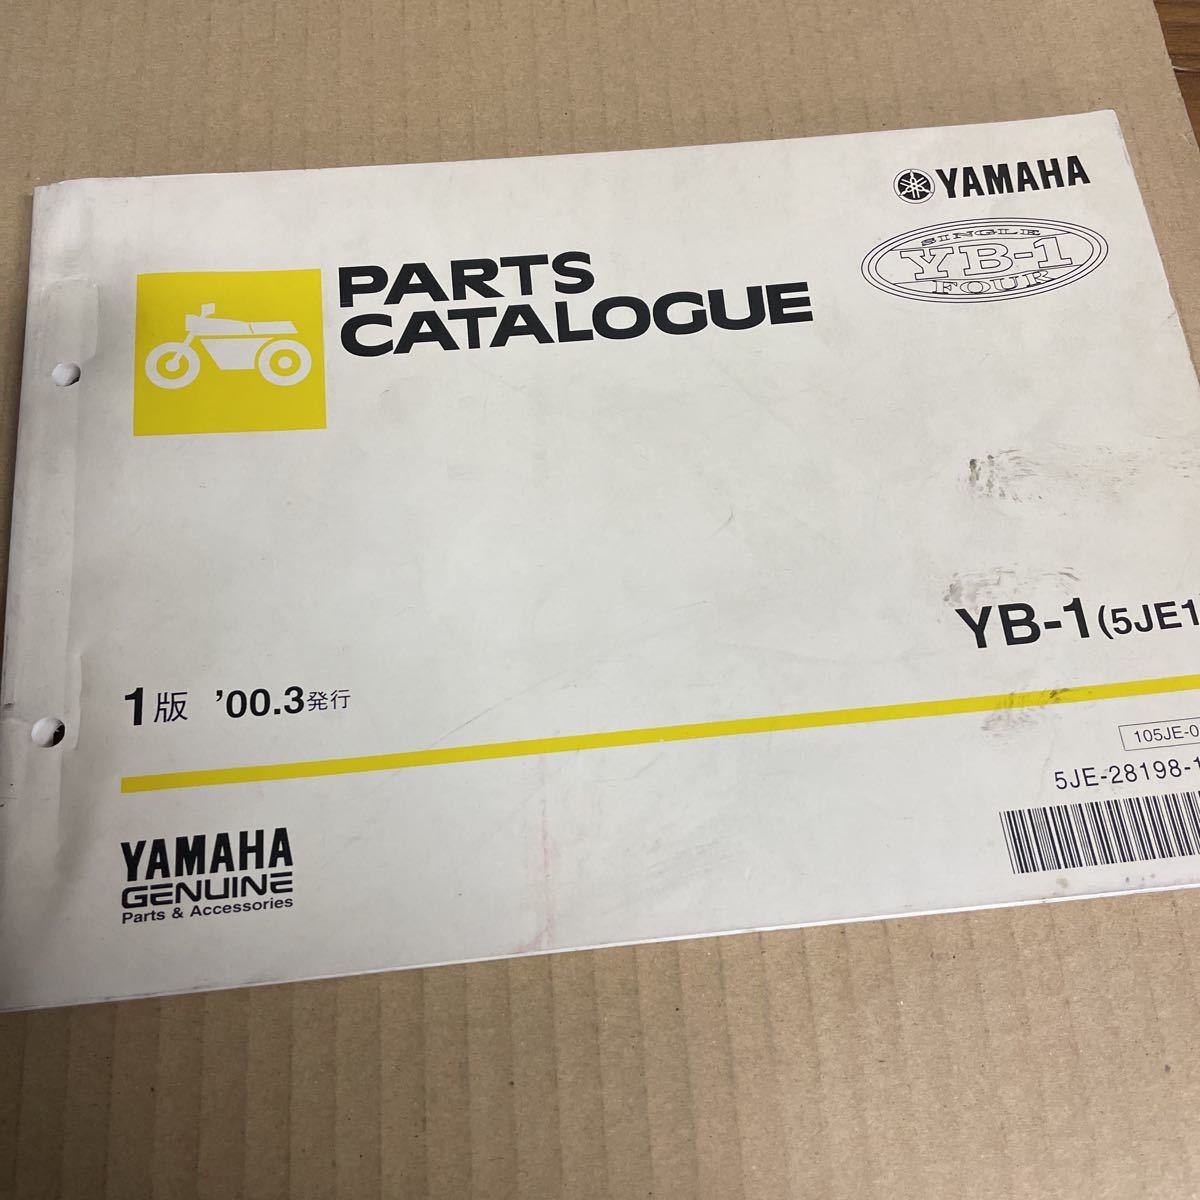 YAMAHA
SINGLE
YB-1
FOUR
PARTS
CATALOGUE
YB-1 (5JE1
1版 '00.3発行
105JE-0
5JE-28198-1
YAMAHA
GENUINE
Parts & Accessories